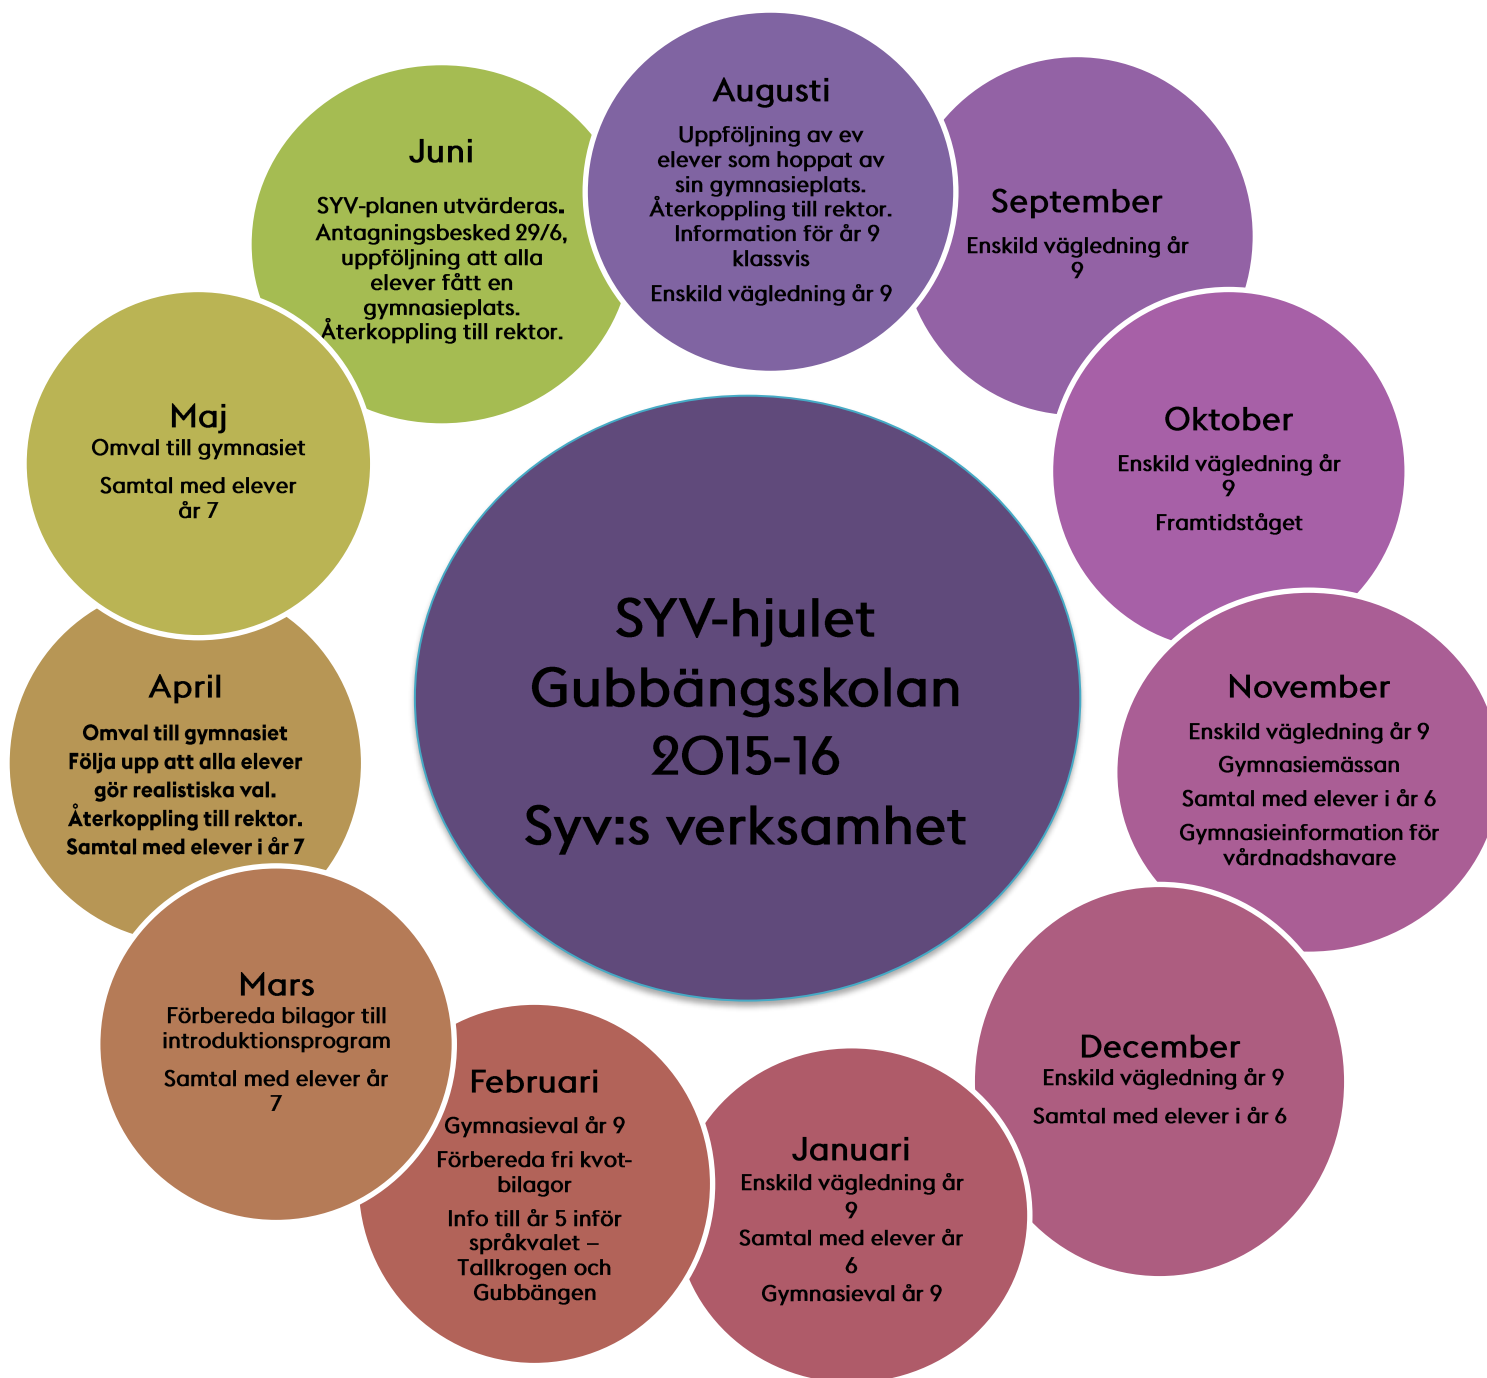 Augusti
Uppföljning av ev
elever som hoppat av
sin gymnasieplats.
Återkoppling till rektor.
Information för år 9
klassvis
Enskild vägledning år 9
September
Enskild vägledning år
9
Oktober
Enskild vägledning år
9
Framtidståget
November
Enskild vägledning år 9
Gymnasiemässan
Samtal med elever i år 6
Gymnasieinformation för
vårdnadshavare
December
Enskild vägledning år 9
Samtal med elever i år 6
Januari
Enskild vägledning år
9
Samtal med elever år
6
Gymnasieval år 9
Februari
Gymnasieval år 9
Förbereda fri kvot-
bilagor
Info till år 5 inför
språkvalet –
Tallkrogen och
Gubbängen
Mars
Förbereda bilagor till
introduktionsprogram
Samtal med elever år
7
April
Omval till gymnasiet
Följa upp att alla elever
gör realistiska val.
Återkoppling till rektor.
Samtal med elever i år 7
Maj
Omval till gymnasiet
Samtal med elever
år 7
Juni
SYV-planen utvärderas.
Antagningsbesked 29/6,
uppföljning att alla
elever fått en
gymnasieplats.
Återkoppling till rektor.
SYV-hjulet
Gubbängsskolan
2015-16
Syv:s verksamhet